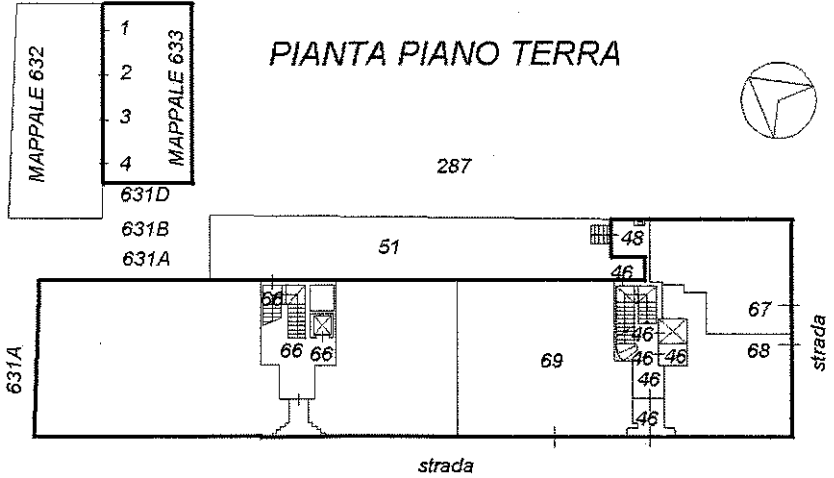 PIANTA PIANO TERRA
MAPPALE 632
1
2
3
4
MAPPALE 633
287
631D
631B
631A
51
48
46
67
68
strada
66
66
66
69
46
46
46
46
46
631A
strada